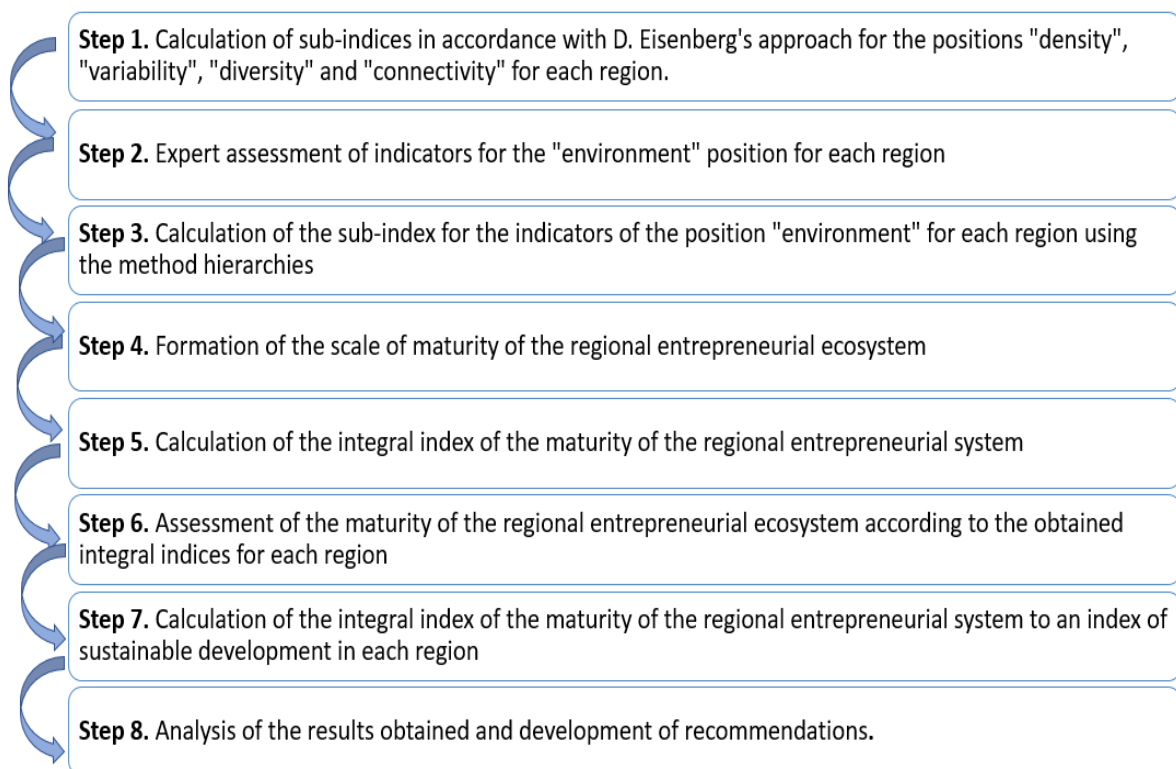 Step 1. Calculation of sub-indices in accordance with D. Eisenberg's approach for the positions "density",
"variability", "diversity" and "connectivity" for each region.
Step 2. Expert assessment of indicators for the "environment" position for each region
Step 3. Calculation of the sub-index for the indicators of the position "environment" for each region using
the method hierarchies
Step 4. Formation of the scale of maturity of the regional entrepreneurial ecosystem
Step 5. Calculation of the integral index of the maturity of the regional entrepreneurial system
Step 6. Assessment of the maturity of the regional entrepreneurial ecosystem according to the obtained
integral indices for each region
Step 7. Calculation of the integral index of the maturity of the regional entrepreneurial system to an index of
sustainable development in each region
Step 8. Analysis of the results obtained and development of recommendations.